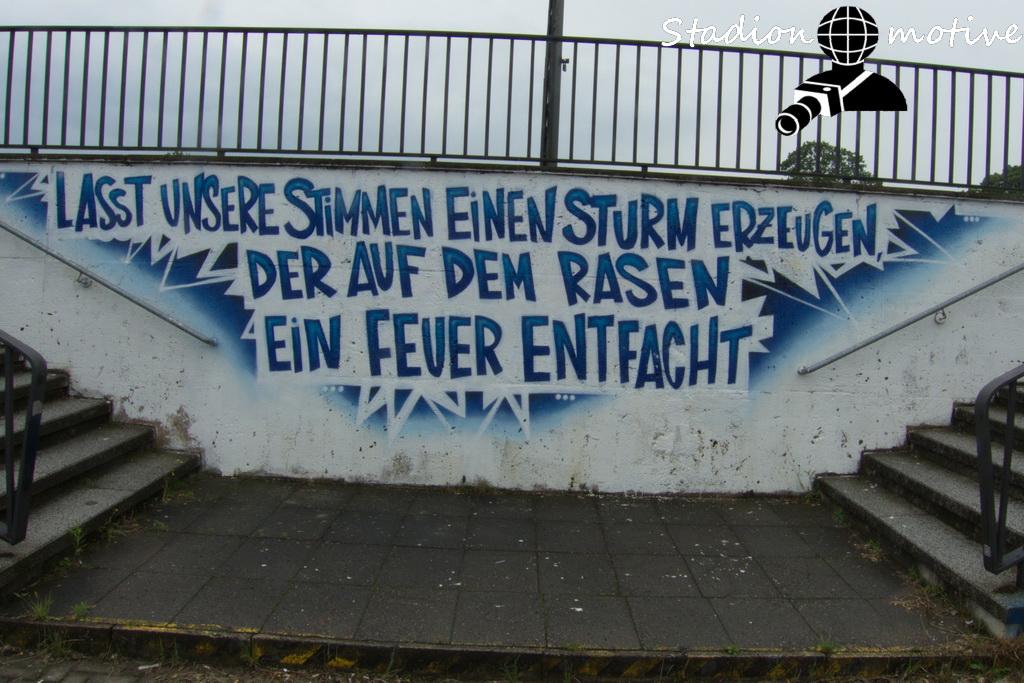 Stadion motive
LASST UNSERE STIMMEN EINEN STURM ERZEUGEN,
DER AUF DEM RASEN
EIN FEUER ENTFACHT